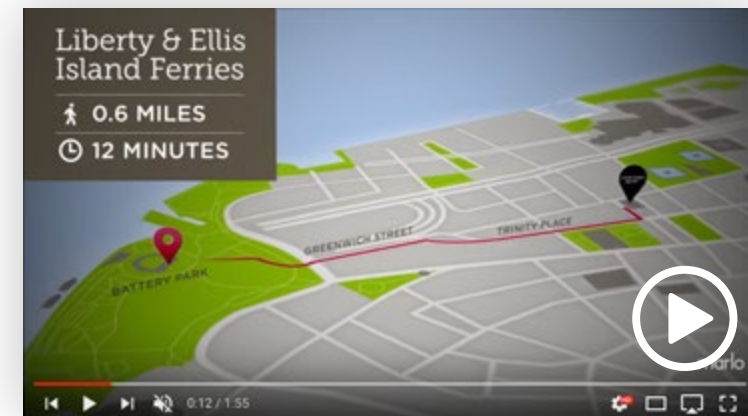 Liberty & Ellis
Island Ferries
0.6 MILES
12 MINUTES
TRINITY PLACE
GREENWICH STREET
BATTERY PARK
0:12 / 1:55